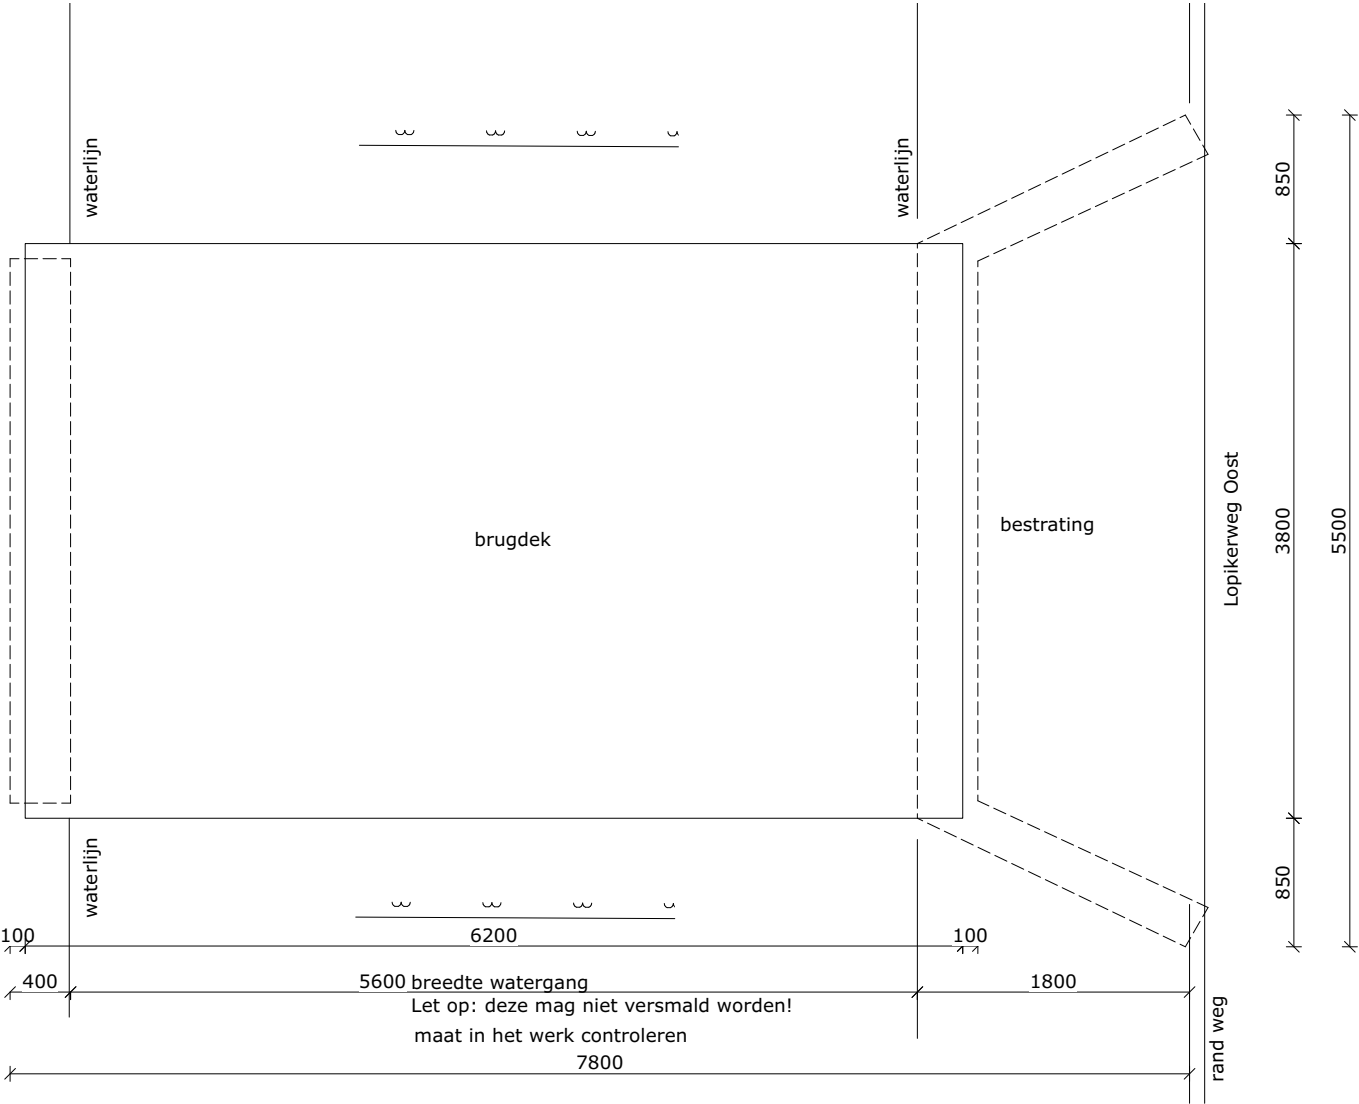 waterlijn
waterlijn
850
brugdek
bestrating
Lopikerweg Oost
3800
5500
waterlijn
850
100
6200
100
400
5600 breedte watergang
1800
Let op: deze mag niet versmald worden!
maat in het werk controleren
rand weg
7800